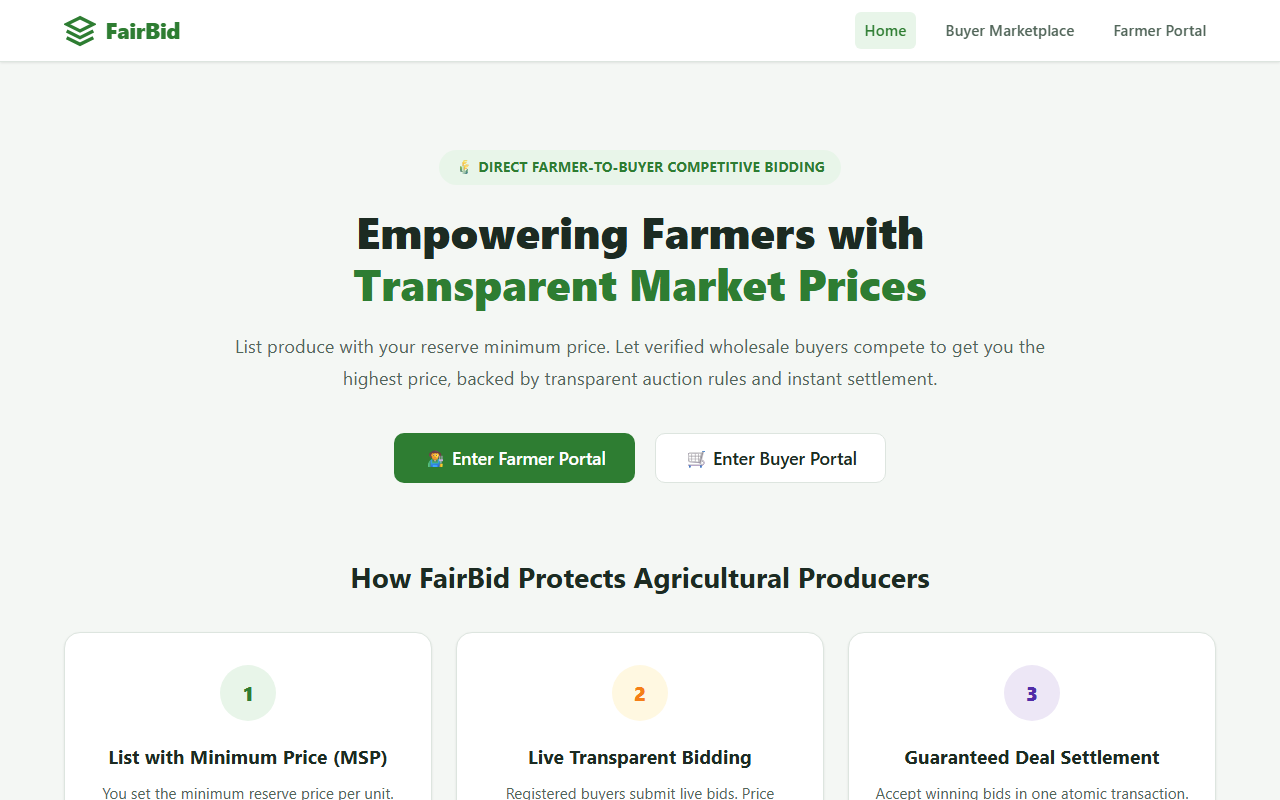 FairBid
Home Buyer Marketplace Farmer Portal
DIRECT FARMER-TO-BUYER COMPETITIVE BIDDING
Empowering Farmers with
Transparent Market Prices
List produce with your reserve minimum price. Let verified wholesale buyers compete to get you the
highest price, backed by transparent auction rules and instant settlement.
Enter Farmer Portal
Enter Buyer Portal
How FairBid Protects Agricultural Producers
1
List with Minimum Price (MSP)
You set the minimum reserve price per unit.
2
Live Transparent Bidding
Registered buyers submit live bids. Price
3
Guaranteed Deal Settlement
Accept winning bids in one atomic transaction.